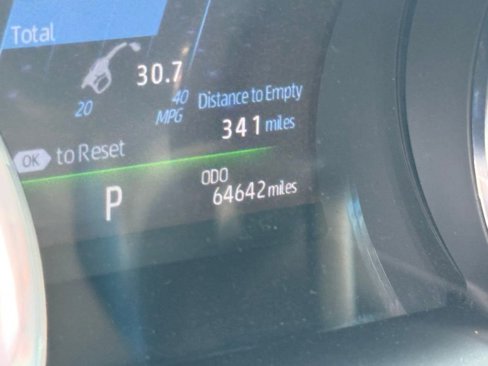 Total
30.7
20 40
MPG
Distance to Empty
341 miles
OK to Reset
P
ODO
64642 miles